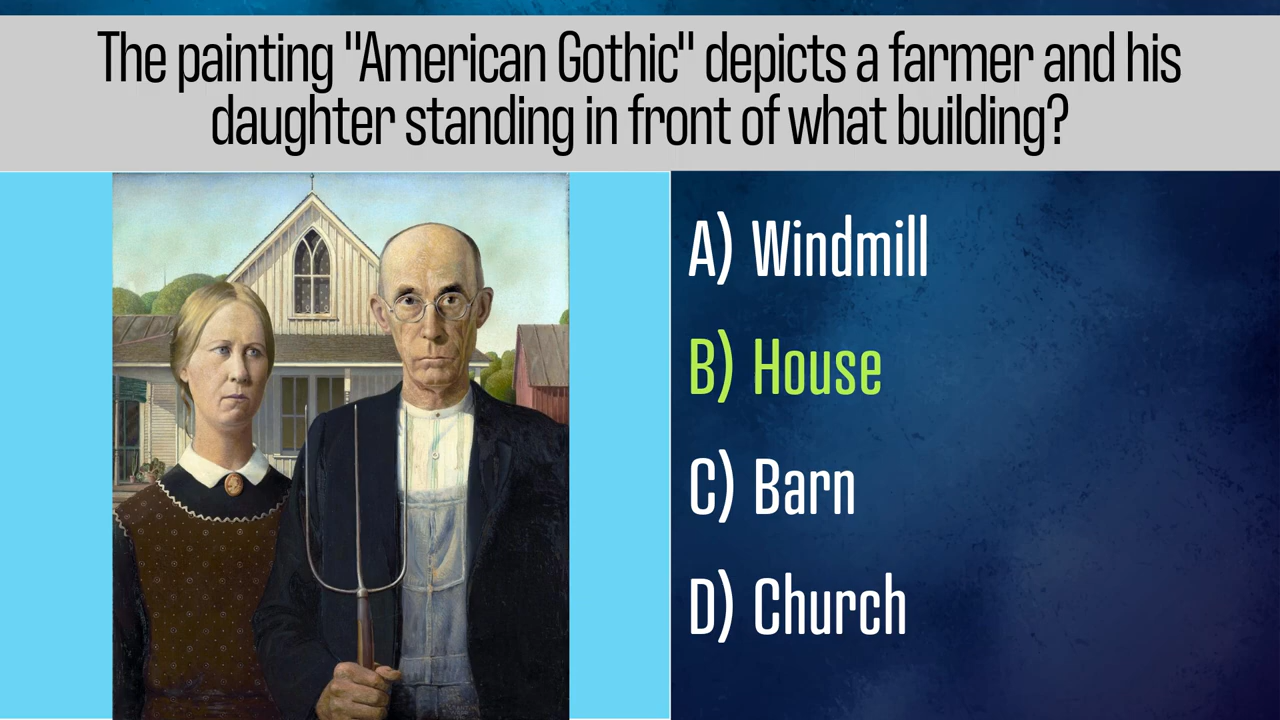 The painting "American Gothic" depicts a farmer and his
daughter standing in front of what building?
A) Windmill
B) House
C) Barn
D) Church